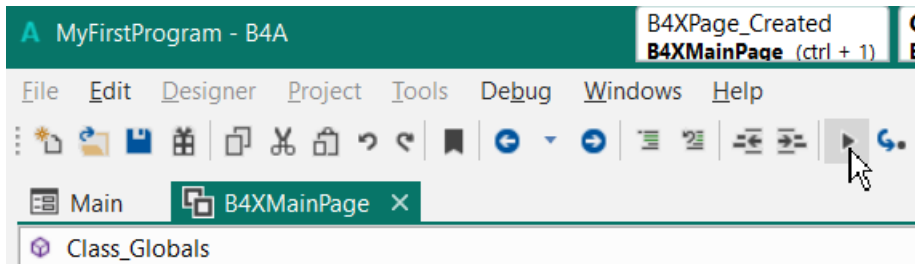 A MyFirstProgram - B4A
B4XPage_Created
B4XMainPage (ctrl + 1)
File Edit Designer Project Tools Debug Windows Help
Main B4XMainPage ×
Class_Globals